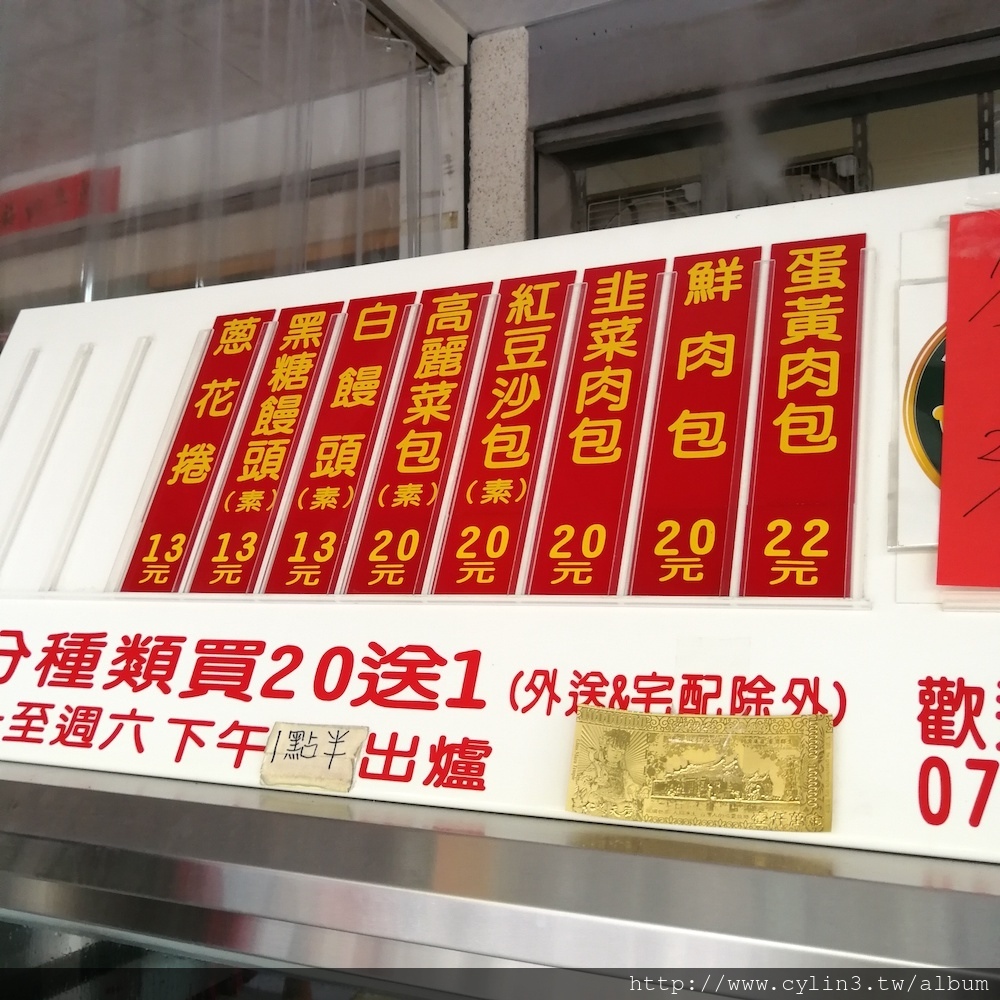 蛋黃肉包 22元
鮮肉包 20元
韭菜肉包 20元
紅豆沙包(素) 20元
高麗菜包(素) 20元
白饅頭(素) 13元
黑糖饅頭(素) 13元
蔥花捲 13元
分種類買20送1(外送&宅配除外)
至週六下午1點半出爐
歡
07
http://www.cylin3.tw/album